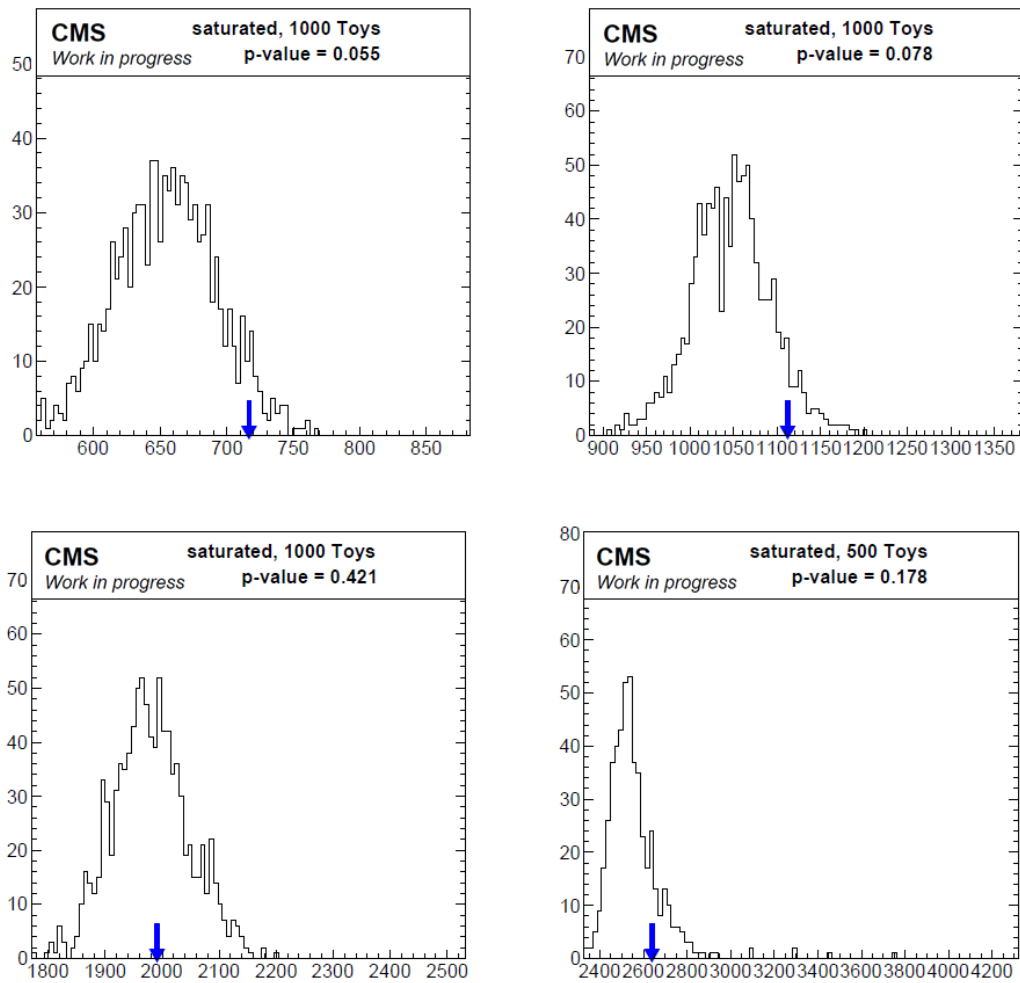 CMS
Work in progress
saturated, 1000 Toys
p-value = 0.055
50
40
30
20
10
0
600 650 700 750 800 850
CMS
Work in progress
saturated, 1000 Toys
p-value = 0.078
70
60
50
40
30
20
10
0
900 950 1000 1050 1100 1150 1200 1250 1300 1350
CMS
Work in progress
saturated, 1000 Toys
p-value = 0.421
70
60
50
40
30
20
10
0
1800 1900 2000 2100 2200 2300 2400 2500
CMS
Work in progress
saturated, 500 Toys
p-value = 0.178
80
70
60
50
40
30
20
10
0
2400 2600 2800 3000 3200 3400 3600 3800 4000 4200